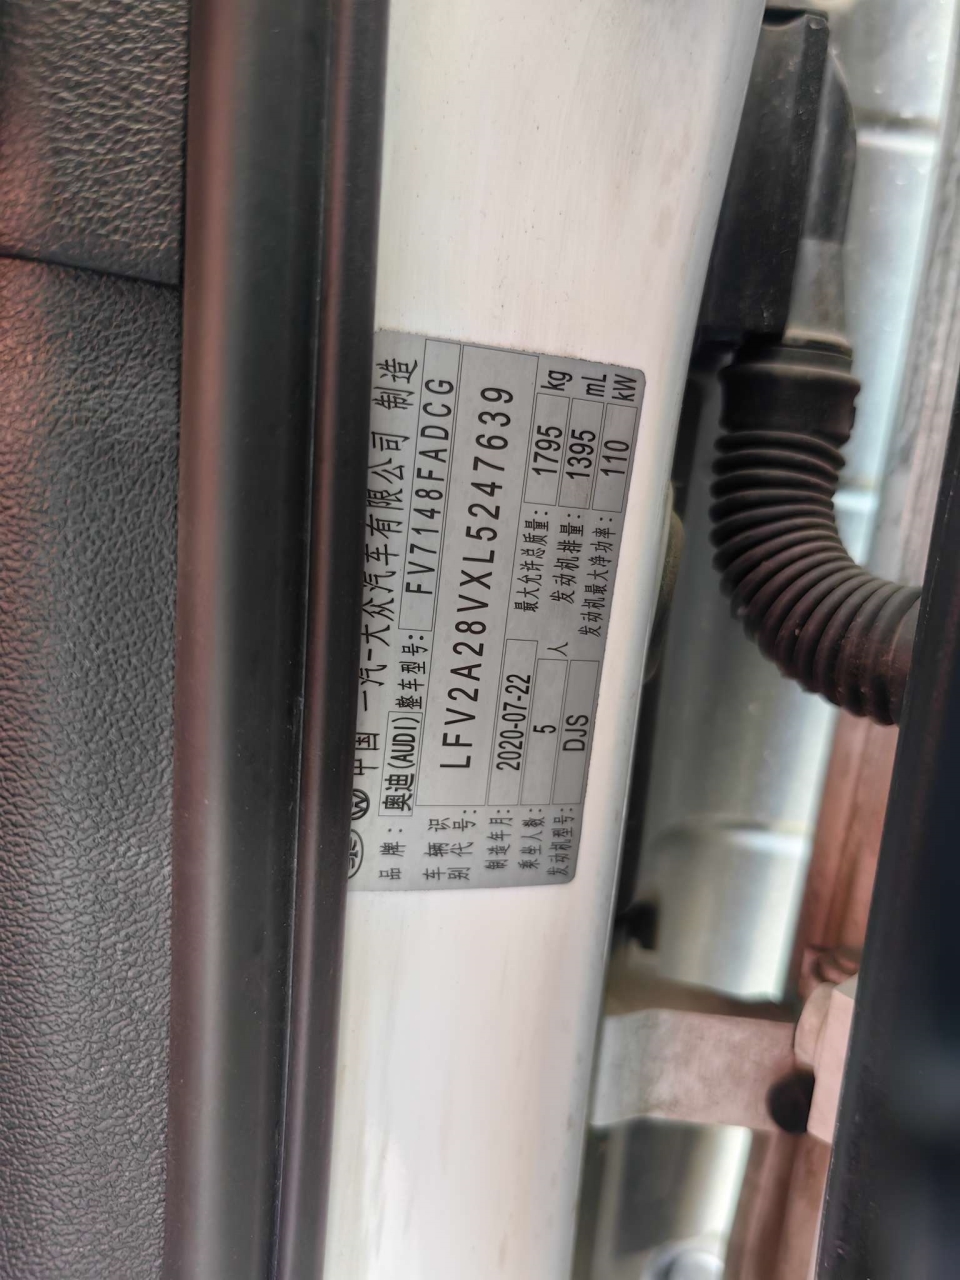 中国一汽-大众汽车有限公司 制造
品牌: 奥迪(AUDI) 整车型号: FV7148FADCG
车辆识别代号: LFV2A28VXL5247639
制造年月: 2020-07-22 最大允许总质量: 1795 kg
乘坐人数: 5 人 发动机排量: 1395 mL
发动机型号: DJS 发动机最大净功率: 110 kW